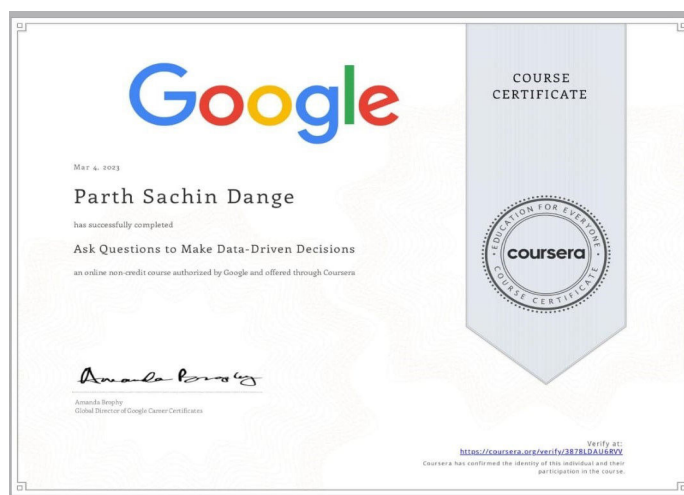 Google
COURSE
CERTIFICATE
Mar 4, 2023
Parth Sachin Dange
has successfully completed
Ask Questions to Make Data-Driven Decisions
an online non-credit course authorized by Google and offered through Coursera
EDUCATION FOR EVERYONE
coursera
COURSE CERTIFICATE
Amanda Brophy
Amanda Brophy
Global Director of Google Career Certificates
Verify at:
https://coursera.org/verify/3878LDAU6RVV
Coursera has confirmed the identity of this individual and their
participation in the course.